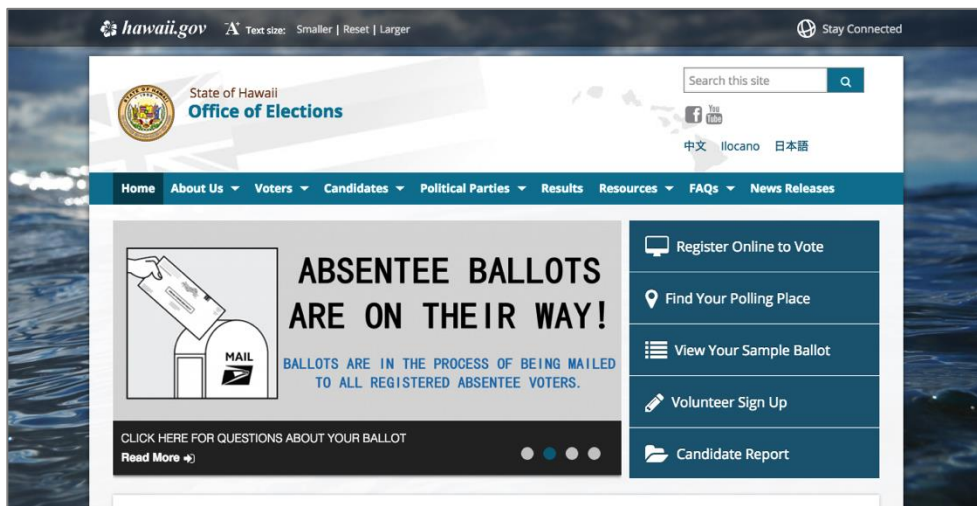 hawaii.gov Text size: Smaller | Reset | Larger Stay Connected
State of Hawaii
Office of Elections
Search this site
You
Tube
中文 Ilocano 日本語
Home About Us Voters Candidates Political Parties Results Resources FAQs News Releases
ABSENTEE BALLOTS
ARE ON THEIR WAY!
BALLOTS ARE IN THE PROCESS OF BEING MAILED
TO ALL REGISTERED ABSENTEE VOTERS.
MAIL
CLICK HERE FOR QUESTIONS ABOUT YOUR BALLOT
Read More
Register Online to Vote
Find Your Polling Place
View Your Sample Ballot
Volunteer Sign Up
Candidate Report